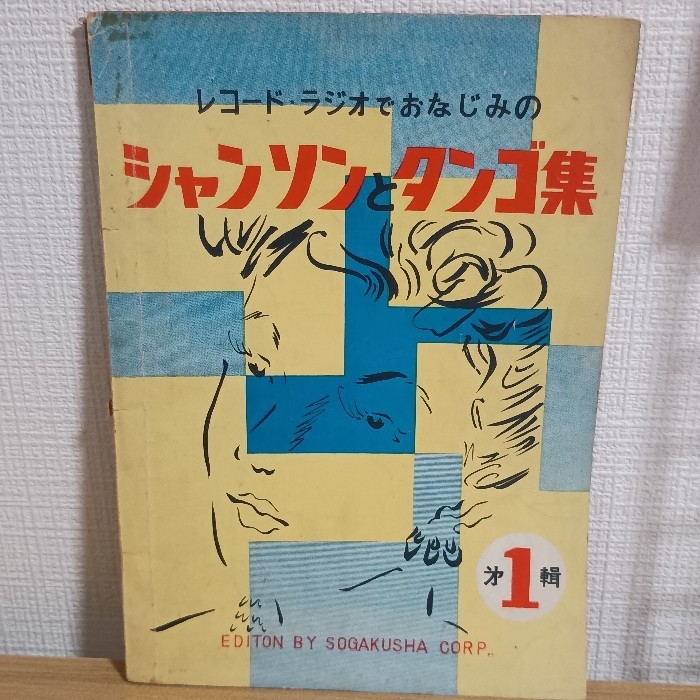 レコード・ラジオでおなじみの
シャンソンとタンゴ集
才1輯
EDITON BY SOGAKUSHA CORP.